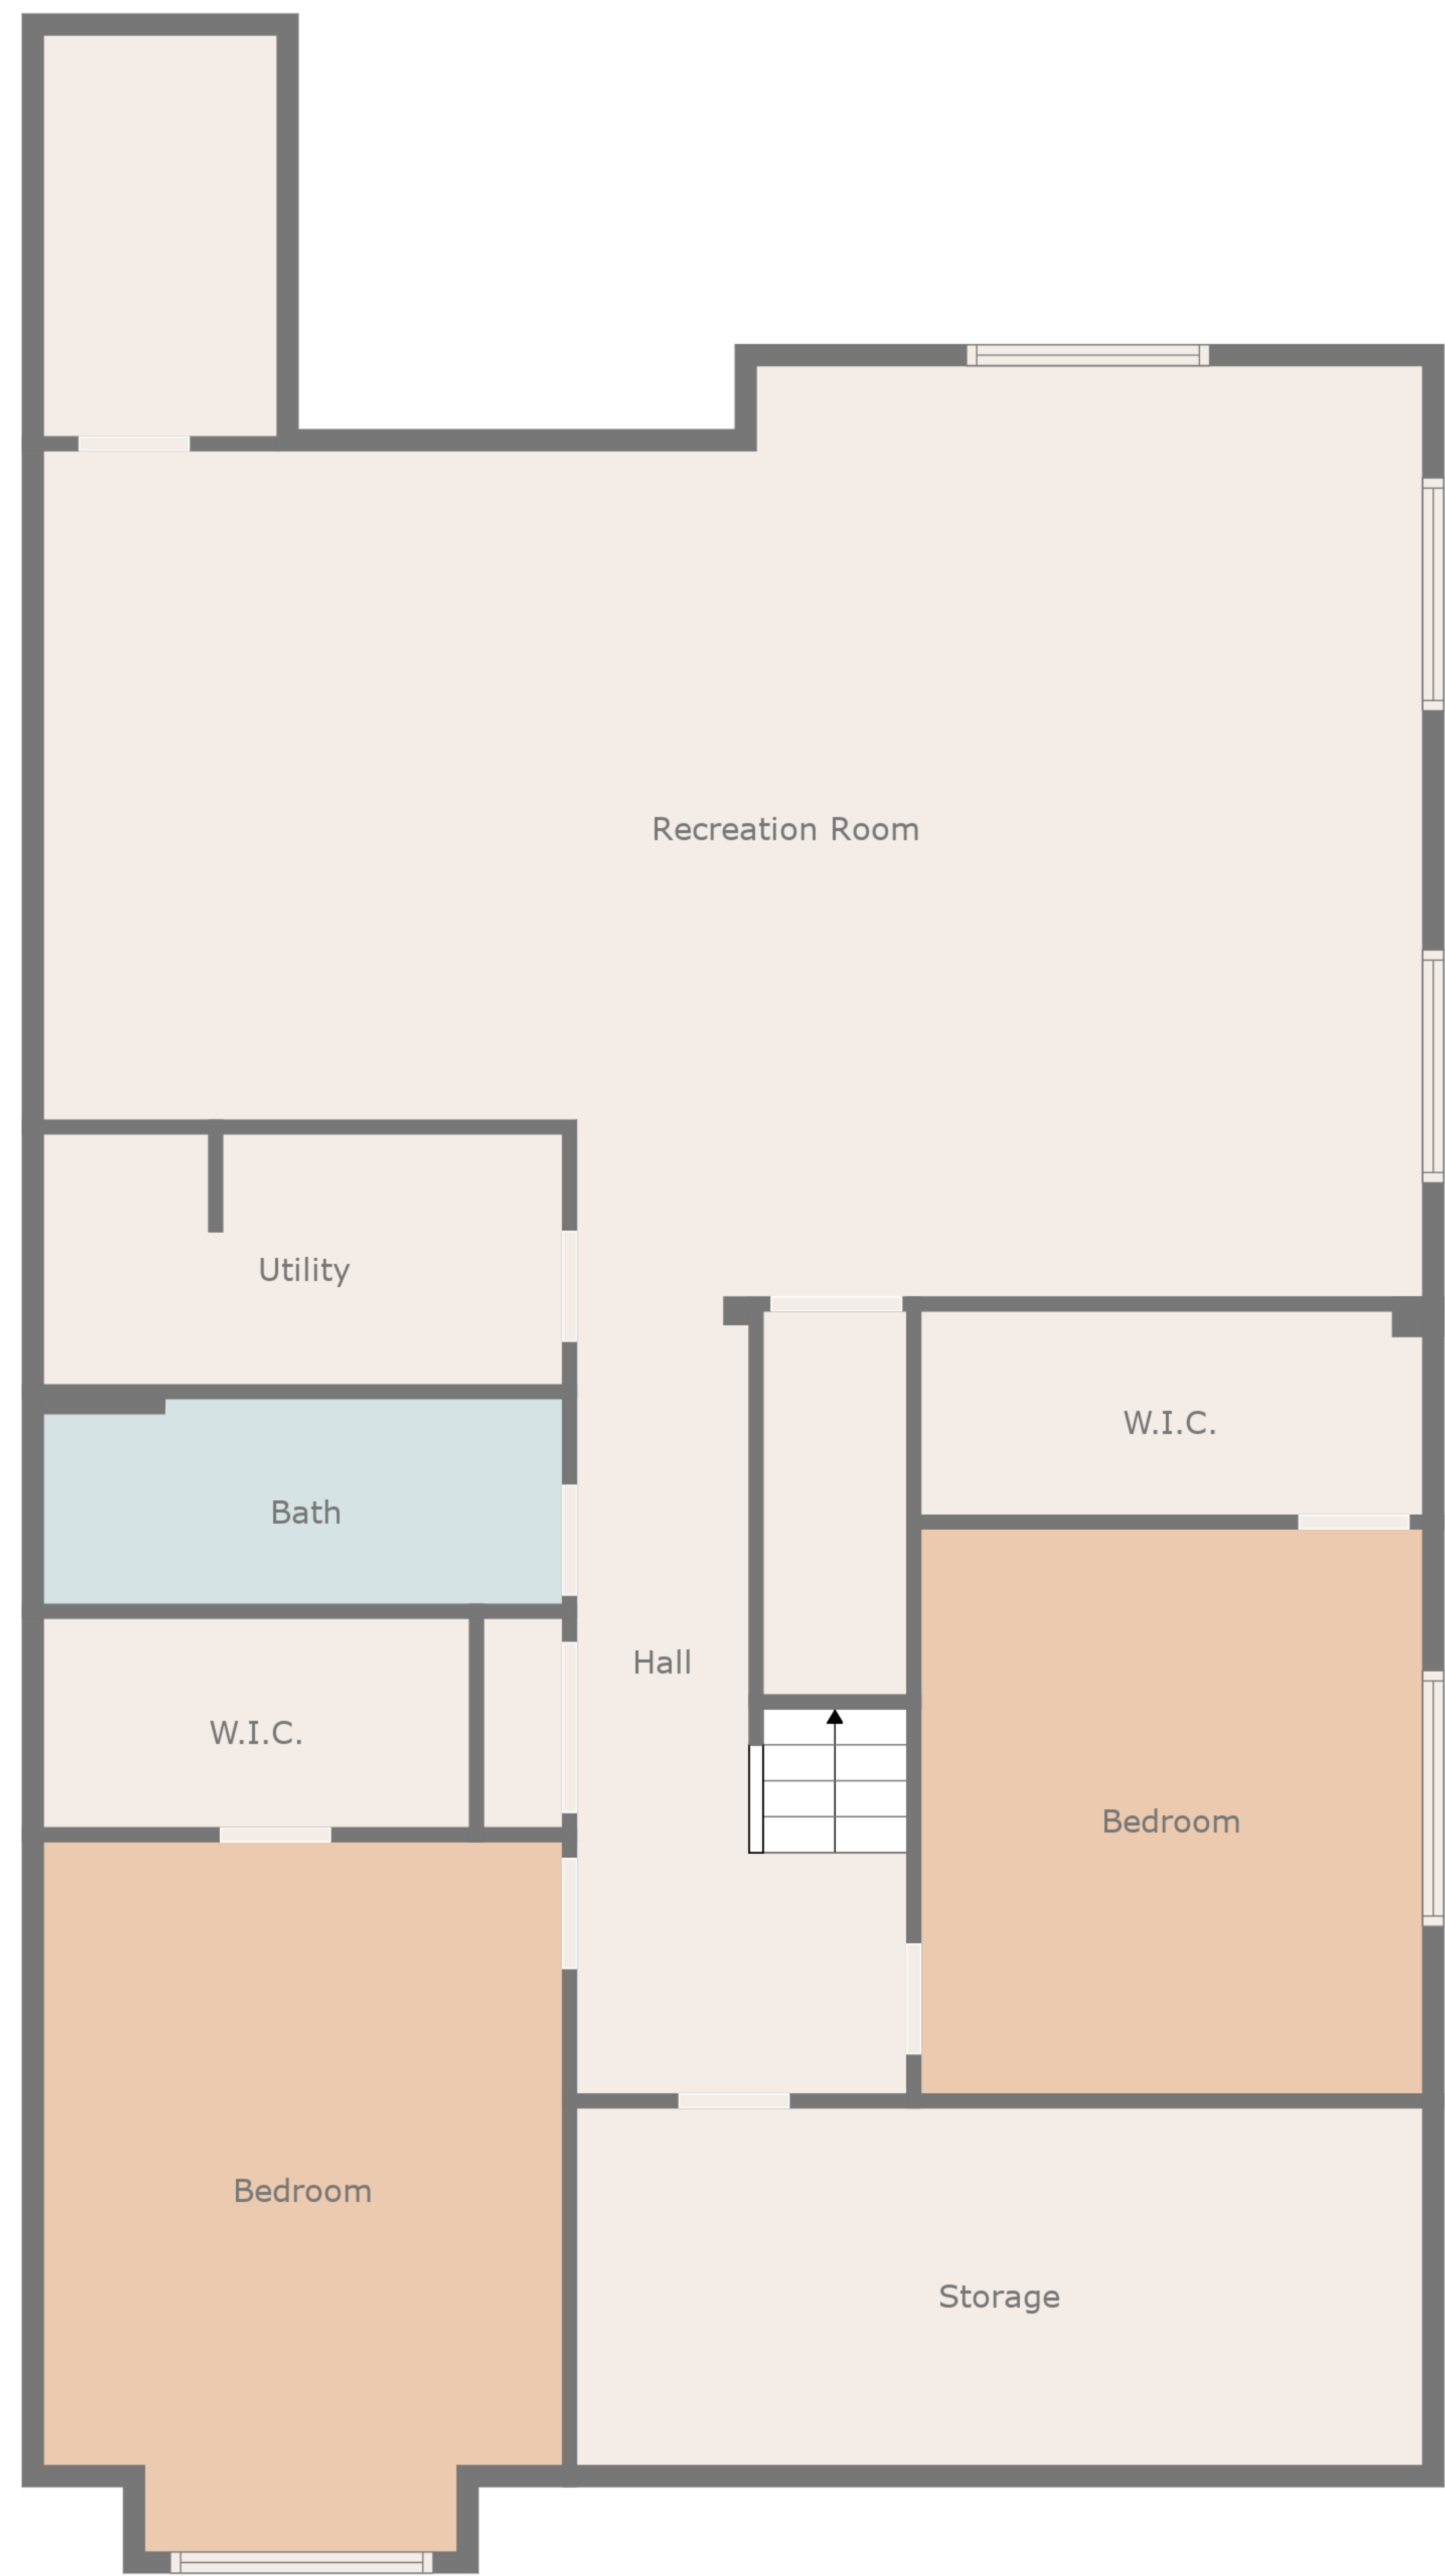 Recreation Room
Utility
W.I.C.
Bath
Hall
W.I.C.
Bedroom
Bedroom
Storage